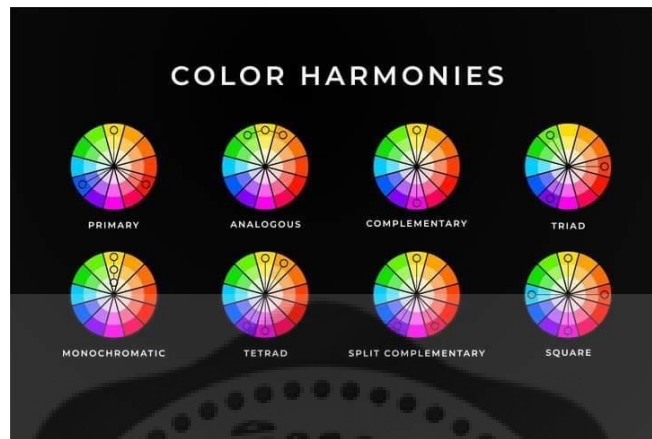 COLOR HARMONIES
PRIMARY
ANALOGOUS
COMPLEMENTARY
TRIAD
MONOCHROMATIC
TETRAD
SPLIT COMPLEMENTARY
SQUARE